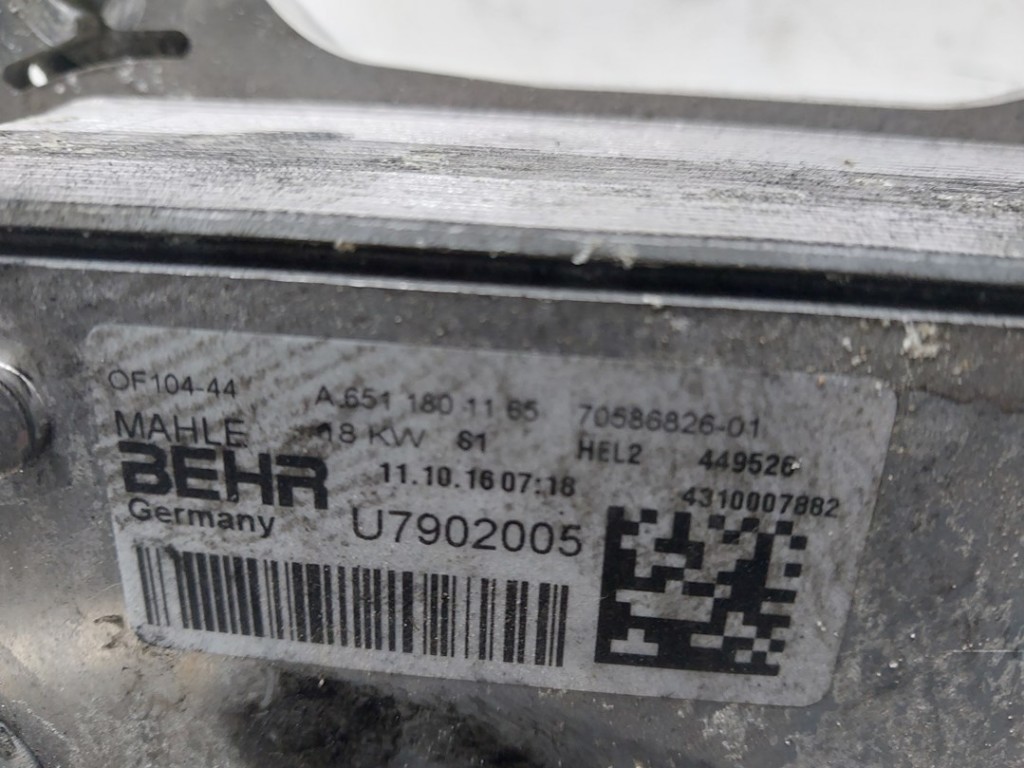 OF104-44 A 651 180 11 65 70586826-01
MAHLE 18 KW S1 HEL2 449526
BEHR 11.10.16 07:18 4310007882
Germany U7902005